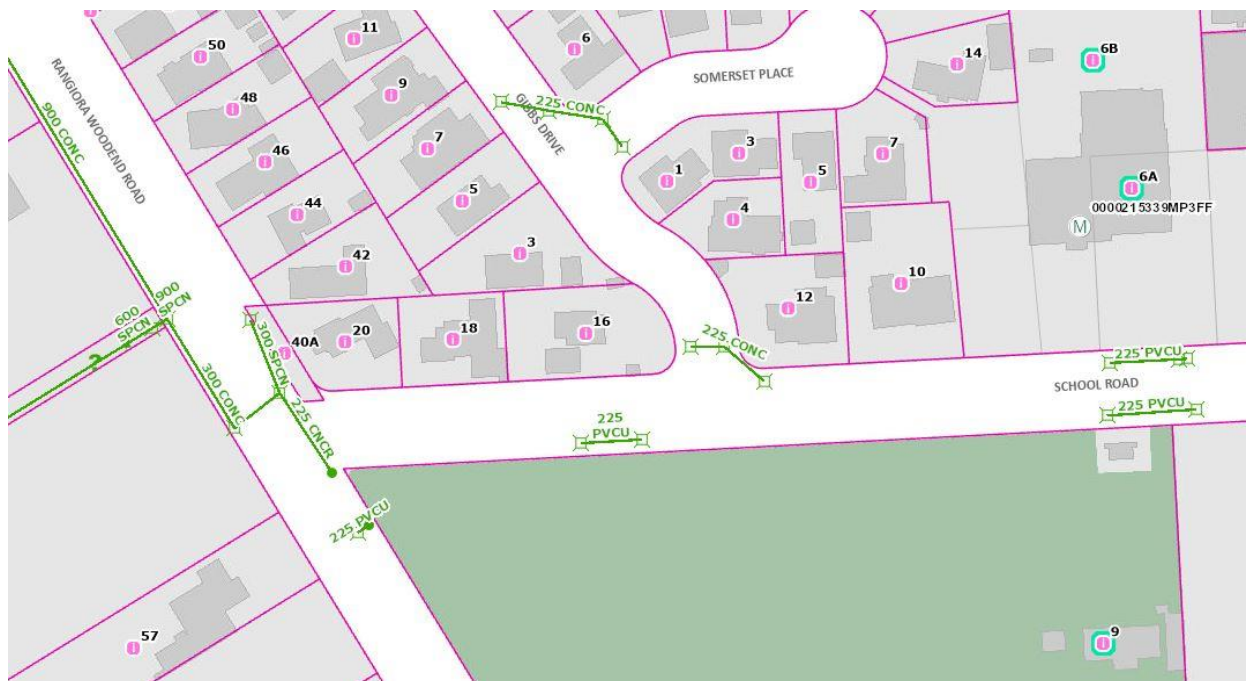 50
11
6
14
6B
SOMERSET PLACE
RANGIORA WOODEND ROAD
48
9
225 CONC
GIBBS DRIVE
900 CONC
7
3
7
46
1
5
6A
0000215339MP3FF
M
44
5
4
42
3
10
900
SPCN
600
SPCN
12
?
300 SPCN
40A
20
18
16
225 CONC
225 PVCU
300 CONC
SCHOOL ROAD
225 CNCR
225
PVCU
225 PVCU
225 PVCU
57
9